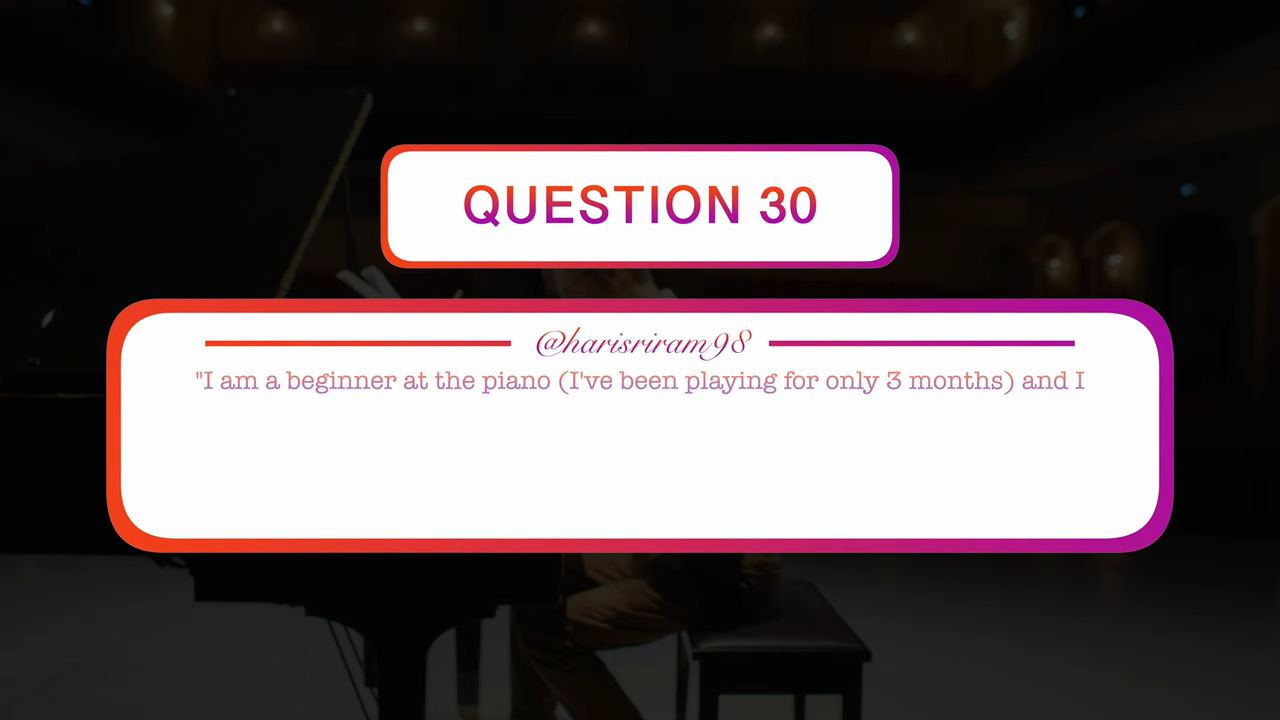 QUESTION 30
@harisriram98
"I am a beginner at the piano (I've been playing for only 3 months) and I